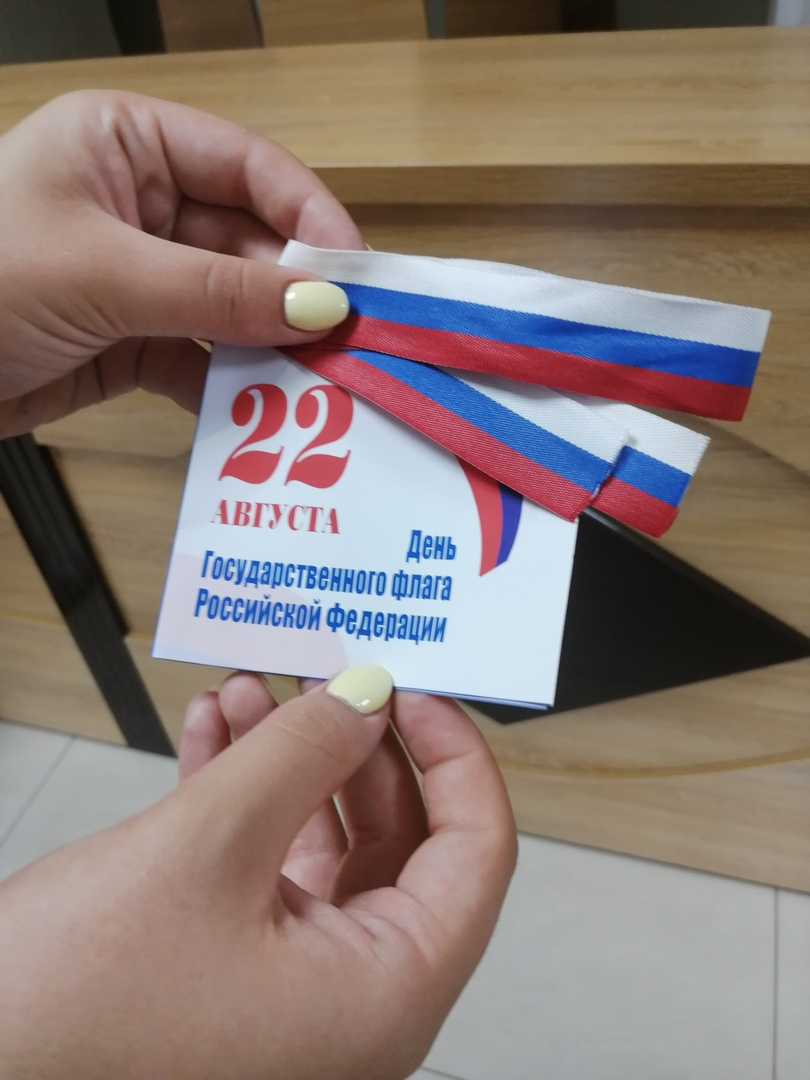 22
АВГУСТА
День
Государственного флага
Российской Федерации